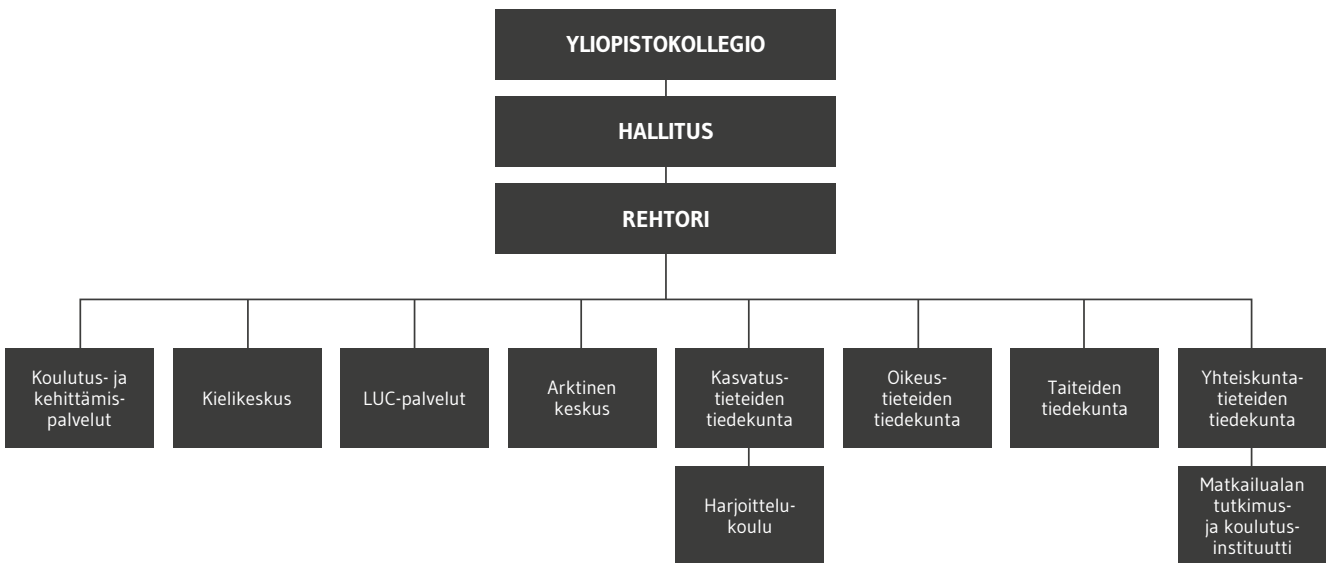 YLIOPISTOKOLLEGIO
HALLITUS
REHTORI
Koulutus- ja
kehittämis-
palvelut
Kielikeskus
LUC-palvelut
Arktinen
keskus
Kasvatus-
tieteiden
tiedekunta
Oikeus-
tieteiden
tiedekunta
Taiteiden
tiedekunta
Yhteiskunta-
tieteiden
tiedekunta
Harjoittelu-
koulu
Matkailualan
tutkimus-
ja koulutus-
instituutti